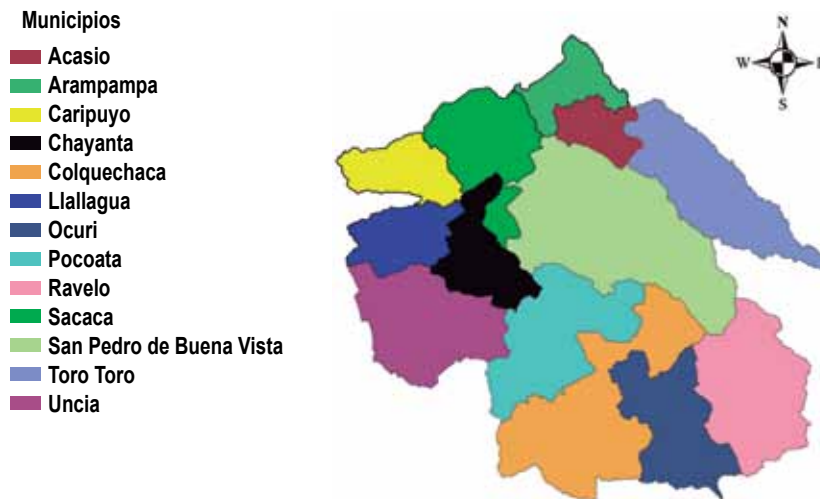 Municipios
Acasio
Arampampa
Caripuyo
Chayanta
Colquechaca
Llallagua
Ocuri
Pocoata
Ravelo
Sacaca
San Pedro de Buena Vista
Toro Toro
Uncia
N
W
S